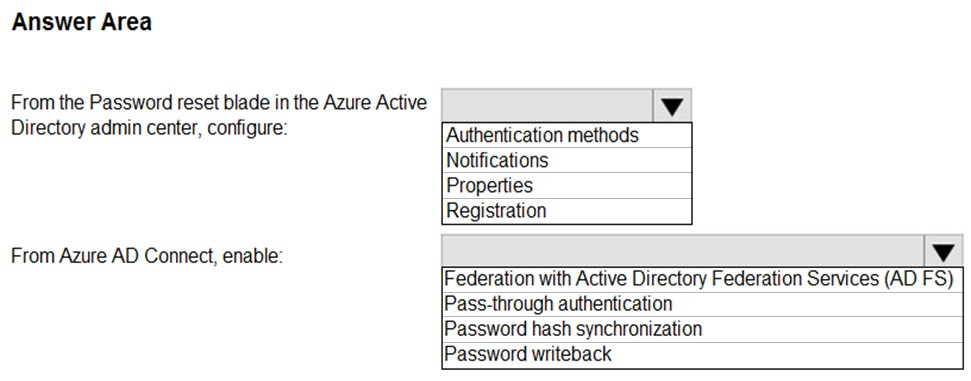 Answer Area
From the Password reset blade in the Azure Active
Directory admin center, configure:
Authentication methods
Notifications
Properties
Registration
From Azure AD Connect, enable:
Federation with Active Directory Federation Services (AD FS)
Pass-through authentication
Password hash synchronization
Password writeback